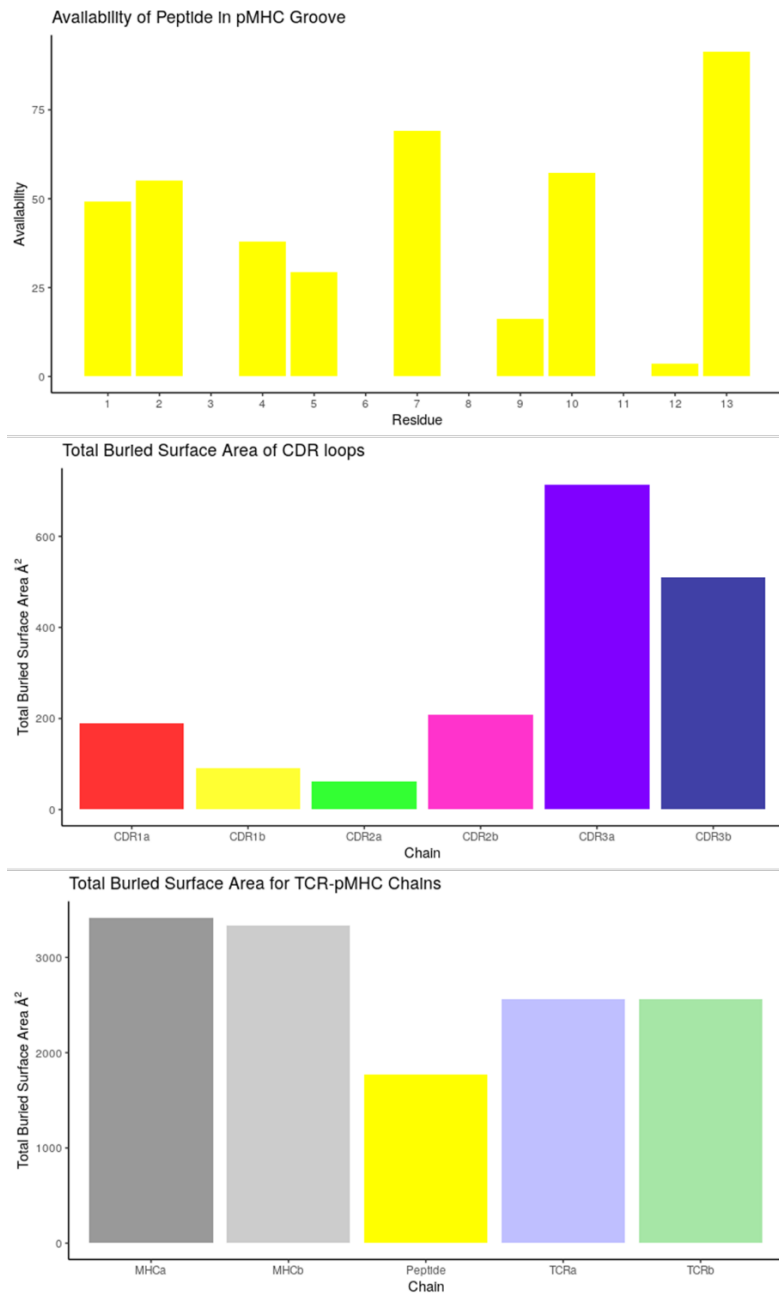 Availability of Peptide in pMHC Groove
Availability
75
50
25
0
1 2 3 4 5 6 7 8 9 10 11 12 13
Residue
Total Buried Surface Area of CDR loops
Total Buried Surface Area Å²
600
400
200
0
CDR1a CDR1b CDR2a CDR2b CDR3a CDR3b
Chain
Total Buried Surface Area for TCR-pMHC Chains
Total Buried Surface Area Å²
3000
2000
1000
0
MHCa MHCb Peptide TCRa TCRb
Chain